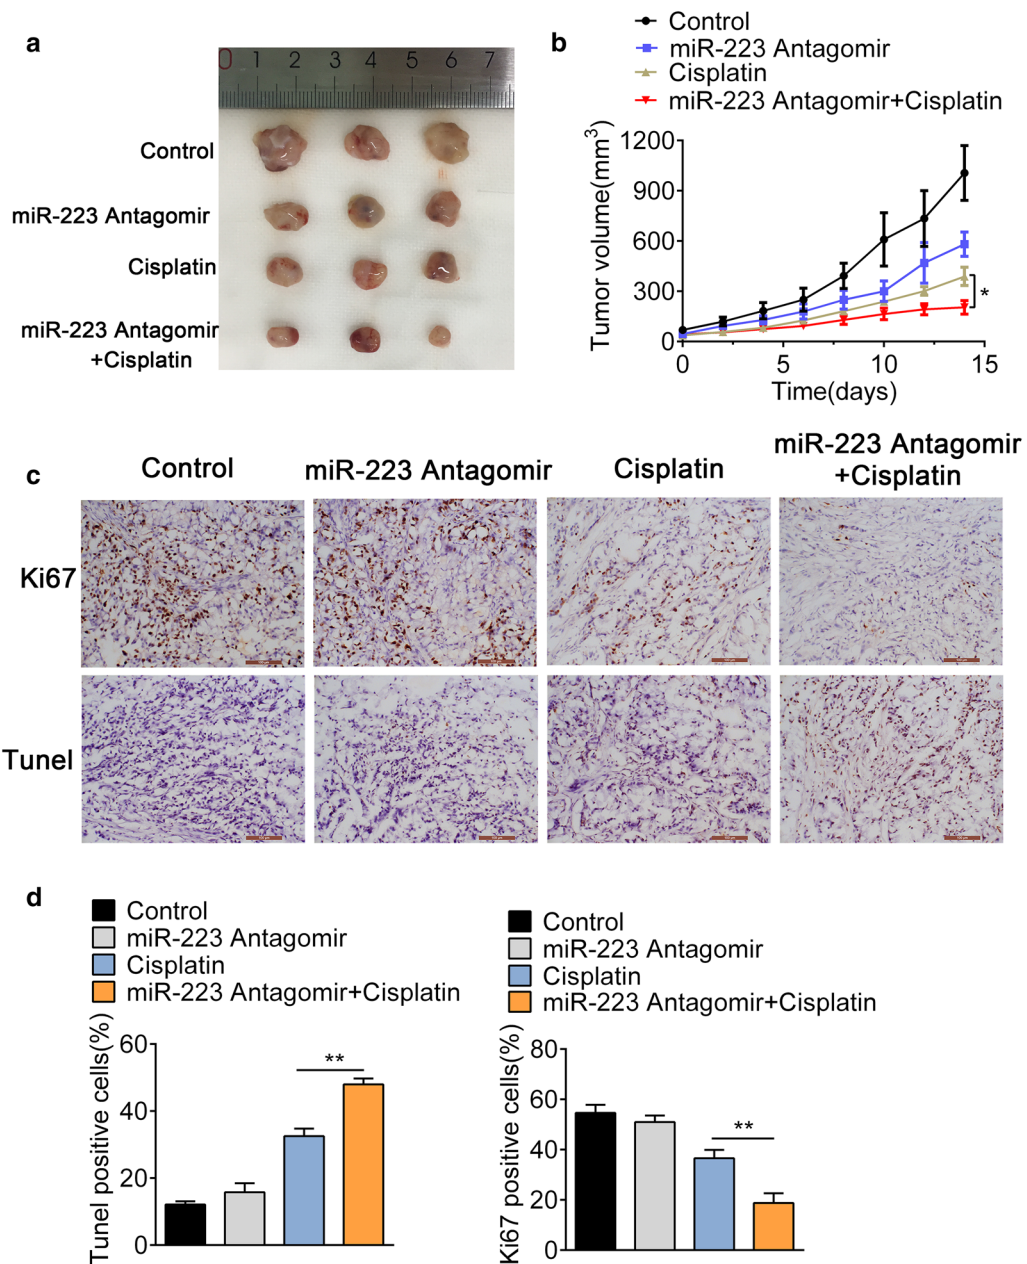 a
0 1 2 3 4 5 6 7
Control
miR-223 Antagomir
Cisplatin
miR-223 Antagomir
+Cisplatin
b
Control
miR-223 Antagomir
Cisplatin
miR-223 Antagomir+Cisplatin
Tumor volume(mm3)
1200
900
600
300
0
*
0 5 10 15
Time(days)
c
Control
miR-223 Antagomir
Cisplatin
miR-223 Antagomir
+Cisplatin
Ki67
Tunel
d
Control
miR-223 Antagomir
Cisplatin
miR-223 Antagomir+Cisplatin
Tunel positive cells(%)
60
40
20
0
**
Control
miR-223 Antagomir
Cisplatin
miR-223 Antagomir+Cisplatin
Ki67 positive cells(%)
80
60
40
20
0
**